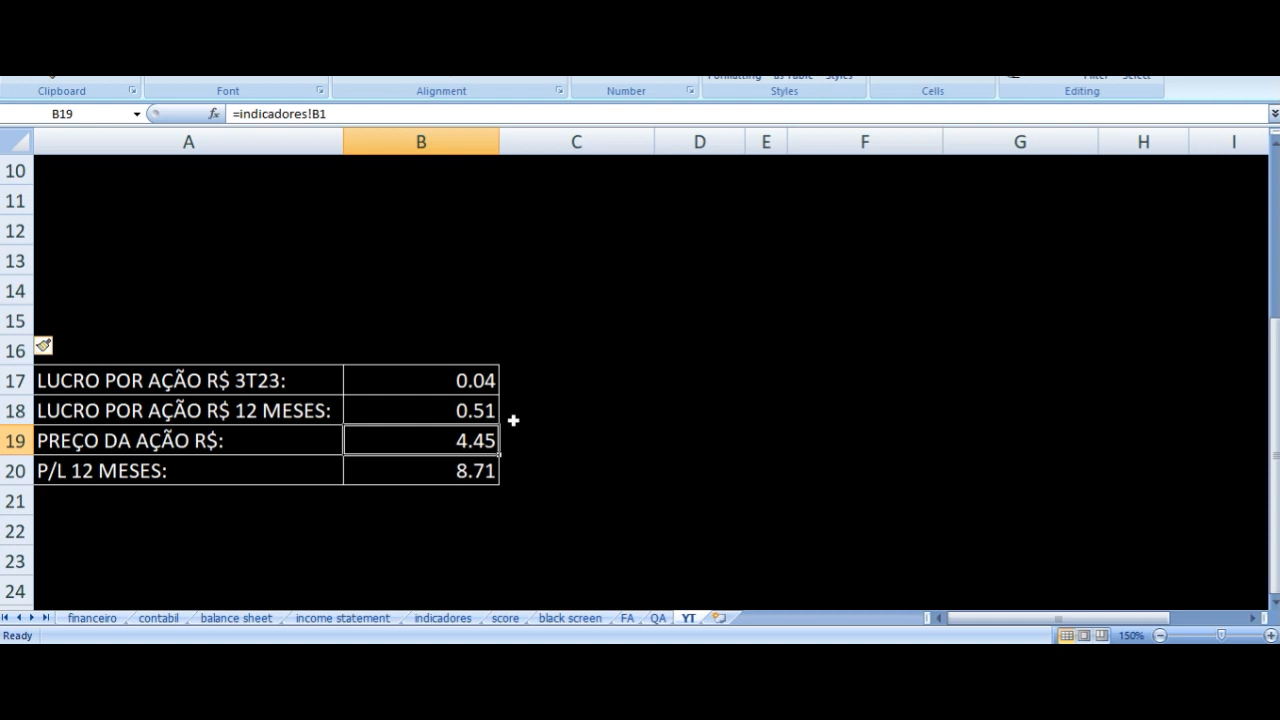 Clipboard Font Alignment Number Styles Cells Editing
B19 fx =indicadores!B1
A B C D E F G H I
10
11
12
13
14
15
16
17 LUCRO POR AÇÃO R$ 3T23: 0.04
18 LUCRO POR AÇÃO R$ 12 MESES: 0.51
19 PREÇO DA AÇÃO R$: 4.45
20 P/L 12 MESES: 8.71
21
22
23
24
financeiro contabil balance sheet income statement indicadores score black screen FA QA YT
Ready 150%